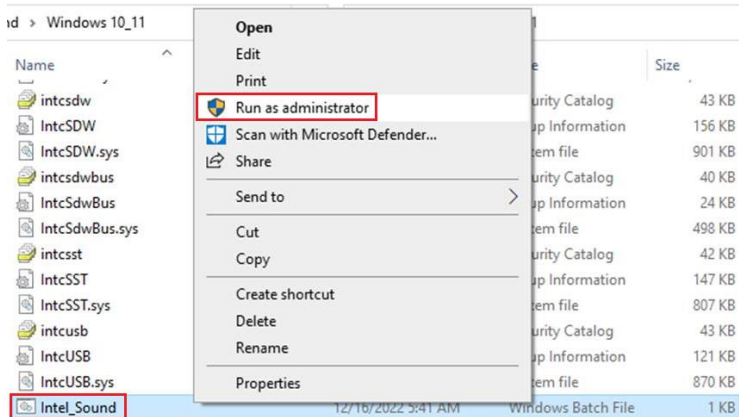 nd > Windows 10_11
Name Size
intcsdw urity Catalog 43 KB
IntcSDW up Information 156 KB
IntcSDW.sys tem file 901 KB
intcsdwbus urity Catalog 40 KB
IntcSdwBus up Information 24 KB
IntcSdwBus.sys tem file 498 KB
intcsst urity Catalog 42 KB
IntcSST up Information 147 KB
IntcSST.sys tem file 807 KB
intcusb urity Catalog 43 KB
IntcUSB up Information 121 KB
IntcUSB.sys tem file 870 KB
Intel_Sound 12/16/2022 5:41 AM Windows Batch File 1 KB
Open
Edit
Print
Run as administrator
Scan with Microsoft Defender...
Share
Send to
Cut
Copy
Create shortcut
Delete
Rename
Properties